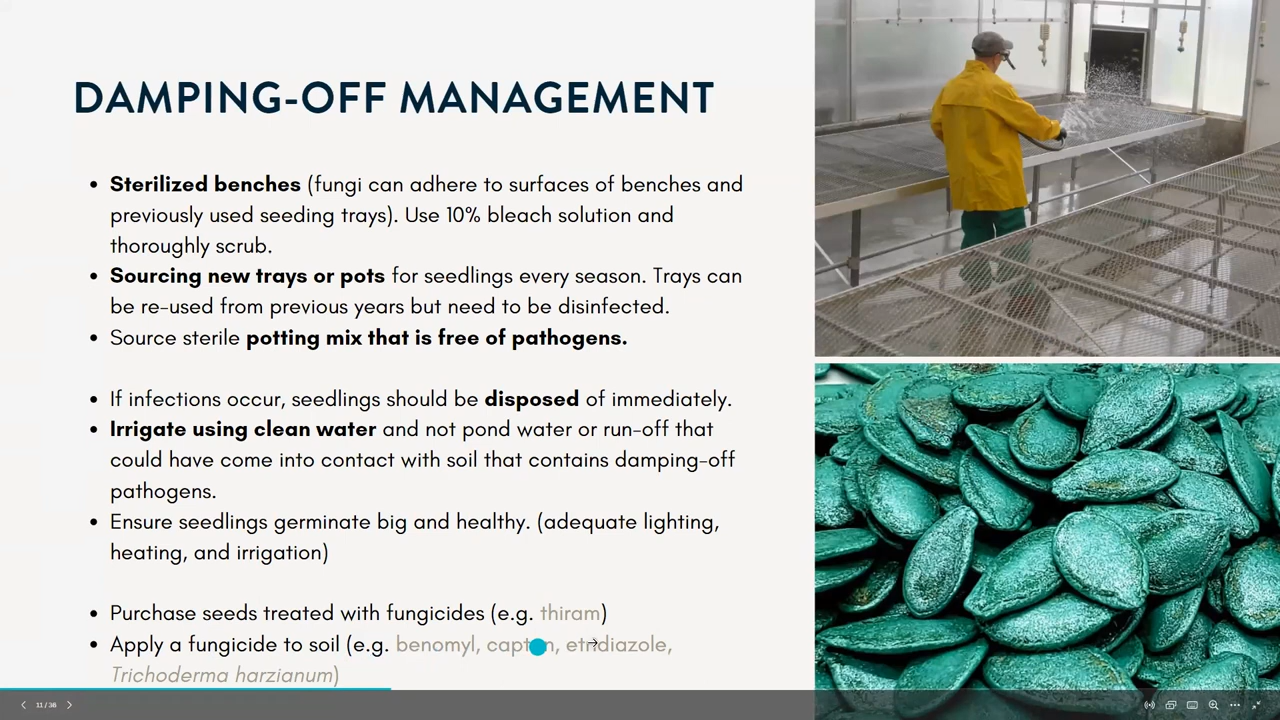 DAMPING-OFF MANAGEMENT
• Sterilized benches (fungi can adhere to surfaces of benches and
previously used seeding trays). Use 10% bleach solution and
thoroughly scrub.
• Sourcing new trays or pots for seedlings every season. Trays can
be re-used from previous years but need to be disinfected.
• Source sterile potting mix that is free of pathogens.
• If infections occur, seedlings should be disposed of immediately.
• Irrigate using clean water and not pond water or run-off that
could have come into contact with soil that contains damping-off
pathogens.
• Ensure seedlings germinate big and healthy. (adequate lighting,
heating, and irrigation)
• Purchase seeds treated with fungicides (e.g. thiram)
• Apply a fungicide to soil (e.g. benomyl, captan, etridiazole,
Trichoderma harzianum)
11 / 36